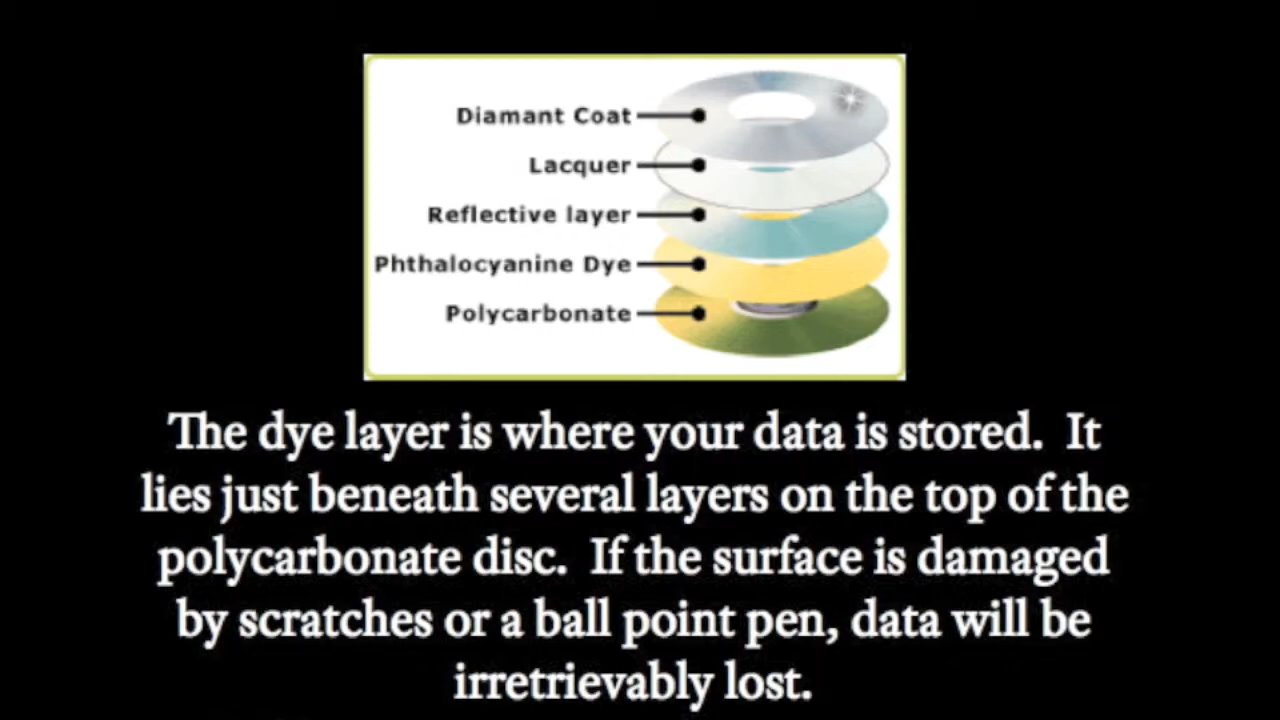 Diamant Coat
Lacquer
Reflective layer
Phthalocyanine Dye
Polycarbonate
The dye layer is where your data is stored. It
lies just beneath several layers on the top of the
polycarbonate disc. If the surface is damaged
by scratches or a ball point pen, data will be
irretrievably lost.